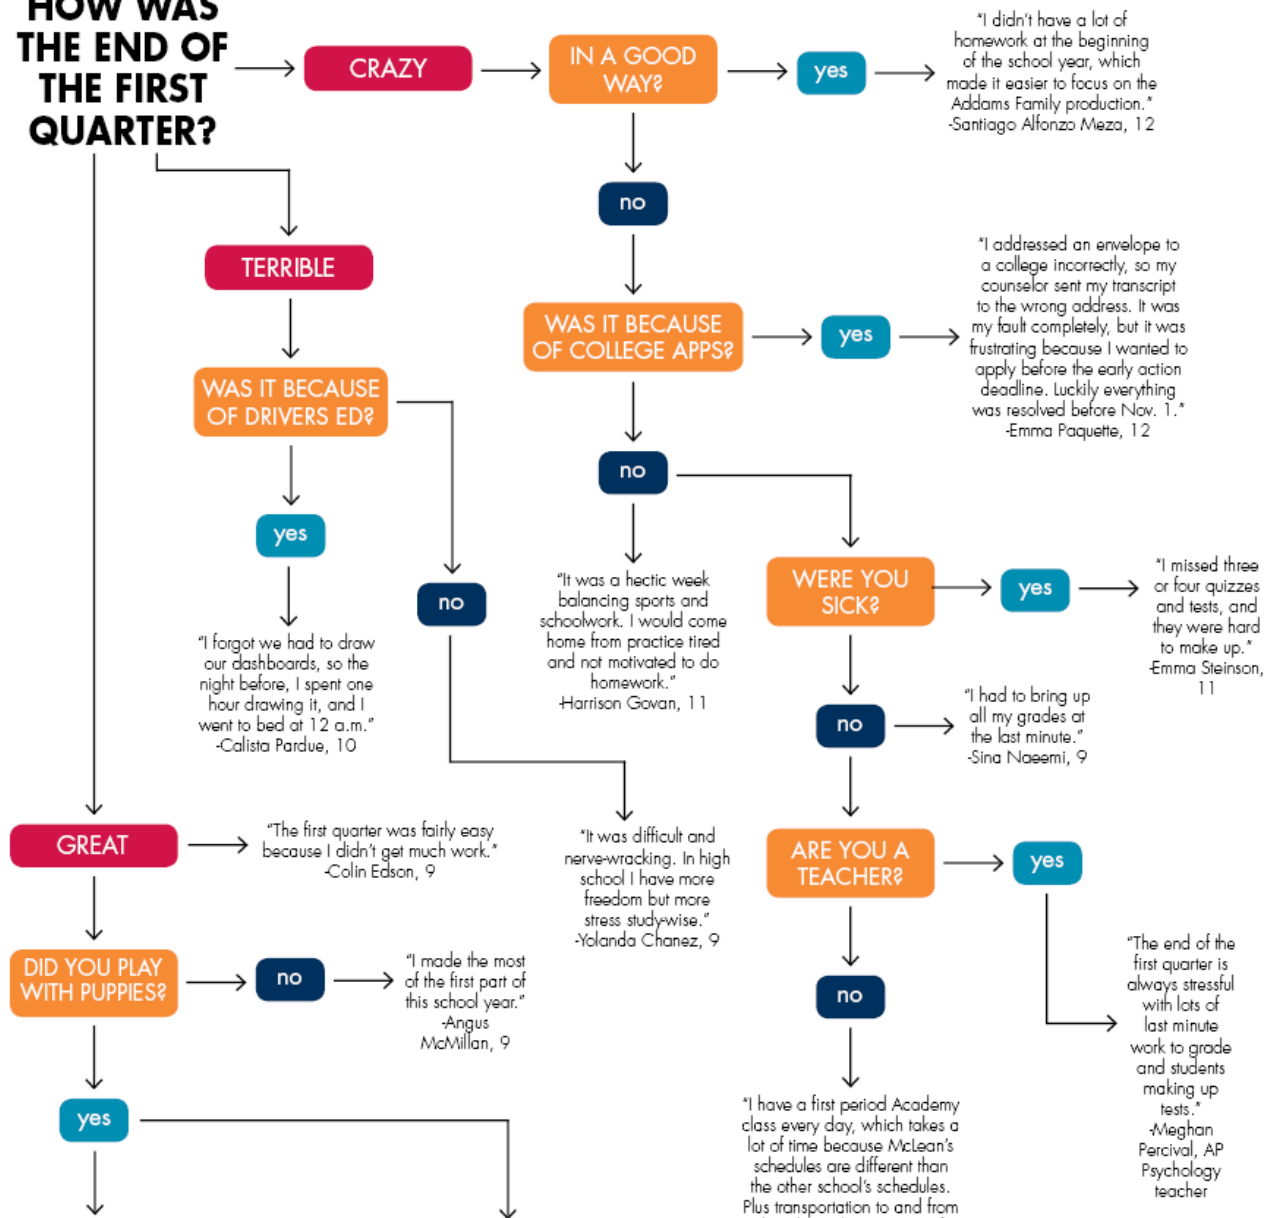 HOW WAS
THE END OF
THE FIRST
QUARTER?
CRAZY
IN A GOOD
WAY?
yes
"I didn't have a lot of
homework at the beginning
of the school year, which
made it easier to focus on the
Addams Family production."
-Santiago Alfonzo Meza, 12
no
WAS IT BECAUSE
OF COLLEGE APPS?
yes
"I addressed an envelope to
a college incorrectly, so my
counselor sent my transcript
to the wrong address. It was
my fault completely, but it was
frustrating because I wanted to
apply before the early action
deadline. Luckily everything
was resolved before Nov. 1."
-Emma Paquette, 12
no
"It was a hectic week
balancing sports and
schoolwork. I would come
home from practice tired
and not motivated to do
homework."
-Harrison Govan, 11
WERE YOU
SICK?
yes
"I missed three
or four quizzes
and tests, and
they were hard
to make up."
-Emma Steinson,
11
no
"I had to bring up
all my grades at
the last minute."
-Sina Naeemi, 9
ARE YOU A
TEACHER?
yes
"The end of the
first quarter is
always stressful
with lots of
last minute
work to grade
and students
making up
tests."
-Meghan
Percival, AP
Psychology
teacher
no
"I have a first period Academy
class every day, which takes a
lot of time because McLean's
schedules are different than
the other school's schedules.
Plus transportation to and from
TERRIBLE
WAS IT BECAUSE
OF DRIVERS ED?
yes
"I forgot we had to draw
our dashboards, so the
night before, I spent one
hour drawing it, and I
went to bed at 12 a.m."
-Calista Pardue, 10
no
"It was difficult and
nerve-wracking. In high
school I have more
freedom but more
stress study-wise."
-Yolanda Chanez, 9
GREAT
"The first quarter was fairly easy
because I didn't get much work."
-Colin Edson, 9
DID YOU PLAY
WITH PUPPIES?
no
"I made the most
of the first part of
this school year."
-Angus
McMillan, 9
yes